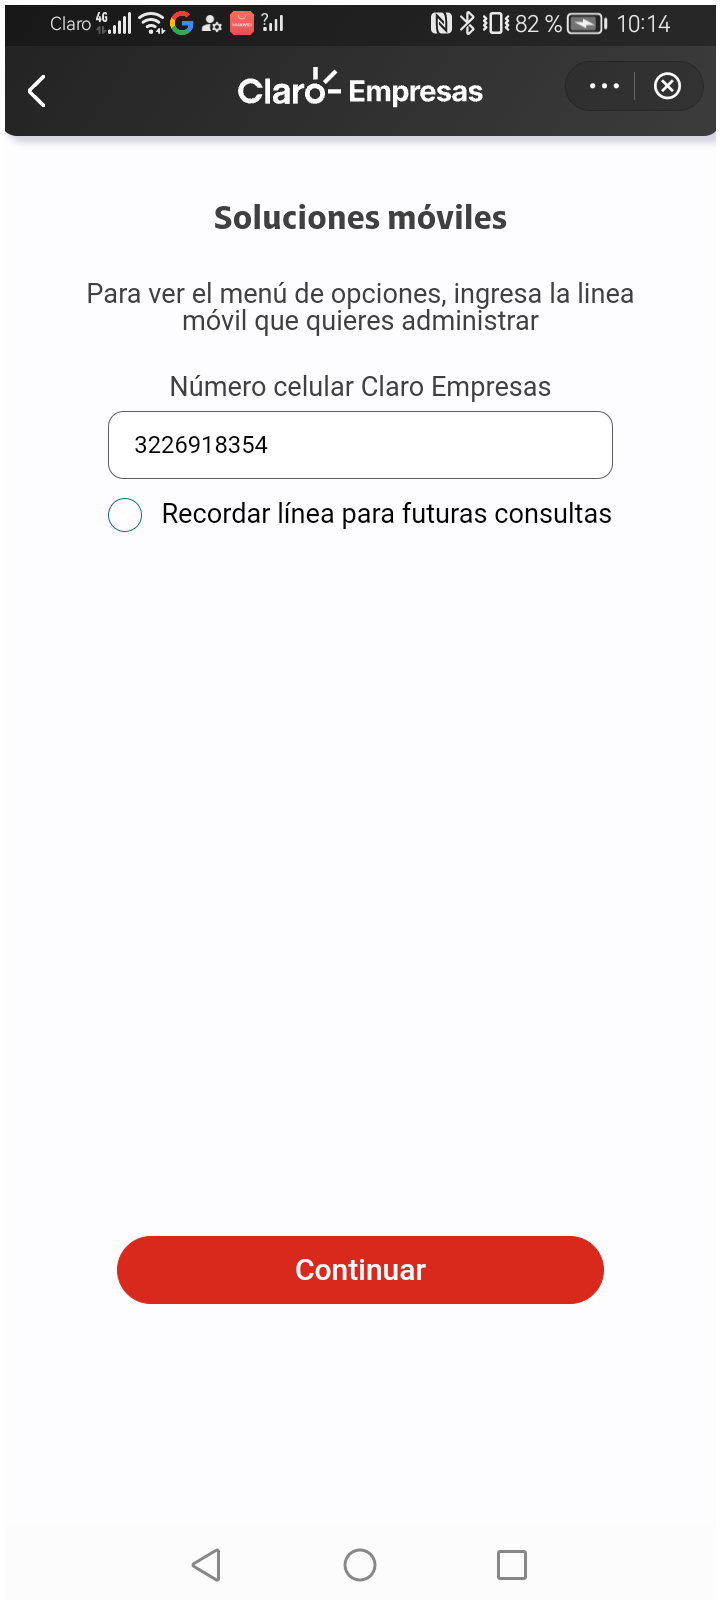 Claro 4G ? 82 % 10:14
Claro Empresas
Soluciones móviles
Para ver el menú de opciones, ingresa la linea
móvil que quieres administrar
Número celular Claro Empresas
3226918354
Recordar línea para futuras consultas
Continuar